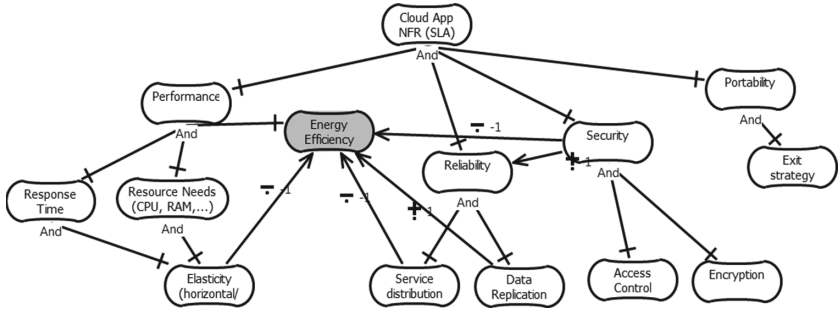 Cloud App
NFR (SLA)
And
Performance
And
Energy
Efficiency
- 1
Security
And
Portability
And
Exit
strategy
Reliability
And
1
Response
Time
And
Resource Needs
(CPU, RAM,...)
And
-1
-1
1
Elasticity
(horizontal/
Service
distribution
Data
Replication
Access
Control
Encryption